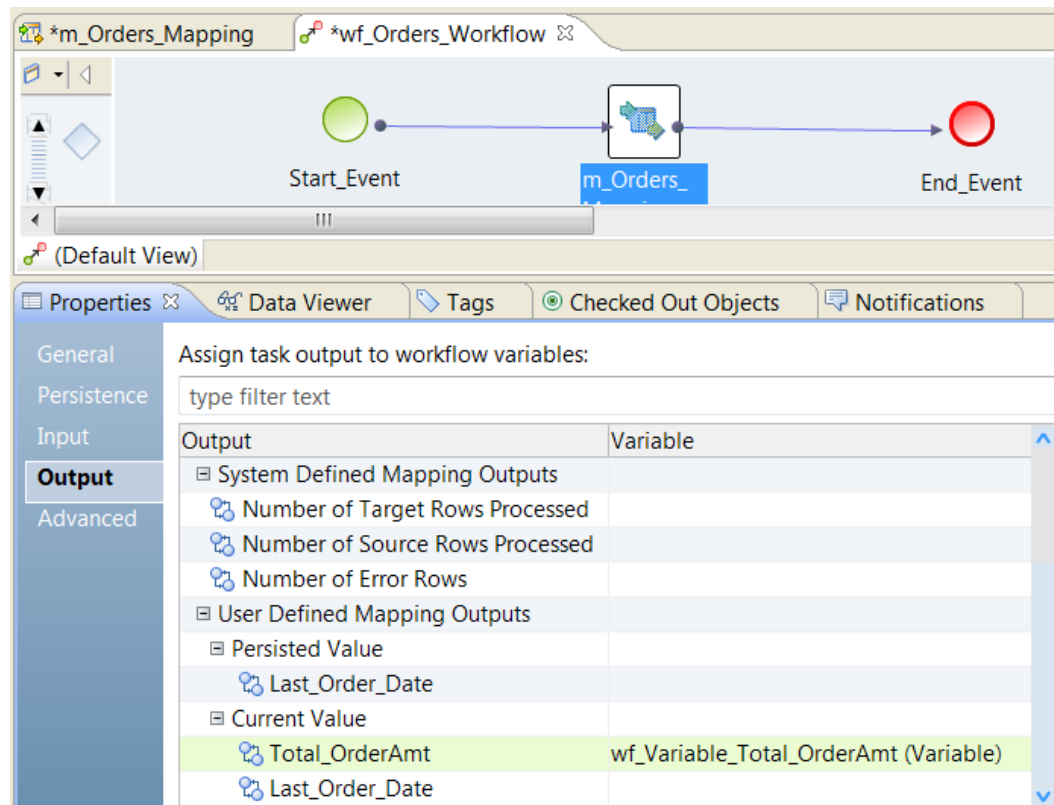 *m_Orders_Mapping
*wf_Orders_Workflow
Start_Event
m_Orders_
End_Event
(Default View)
Properties
Data Viewer
Tags
Checked Out Objects
Notifications
General
Persistence
Input
Output
Advanced
Assign task output to workflow variables:
type filter text
Output Variable
System Defined Mapping Outputs
Number of Target Rows Processed
Number of Source Rows Processed
Number of Error Rows
User Defined Mapping Outputs
Persisted Value
Last_Order_Date
Current Value
Total_OrderAmt wf_Variable_Total_OrderAmt (Variable)
Last_Order_Date